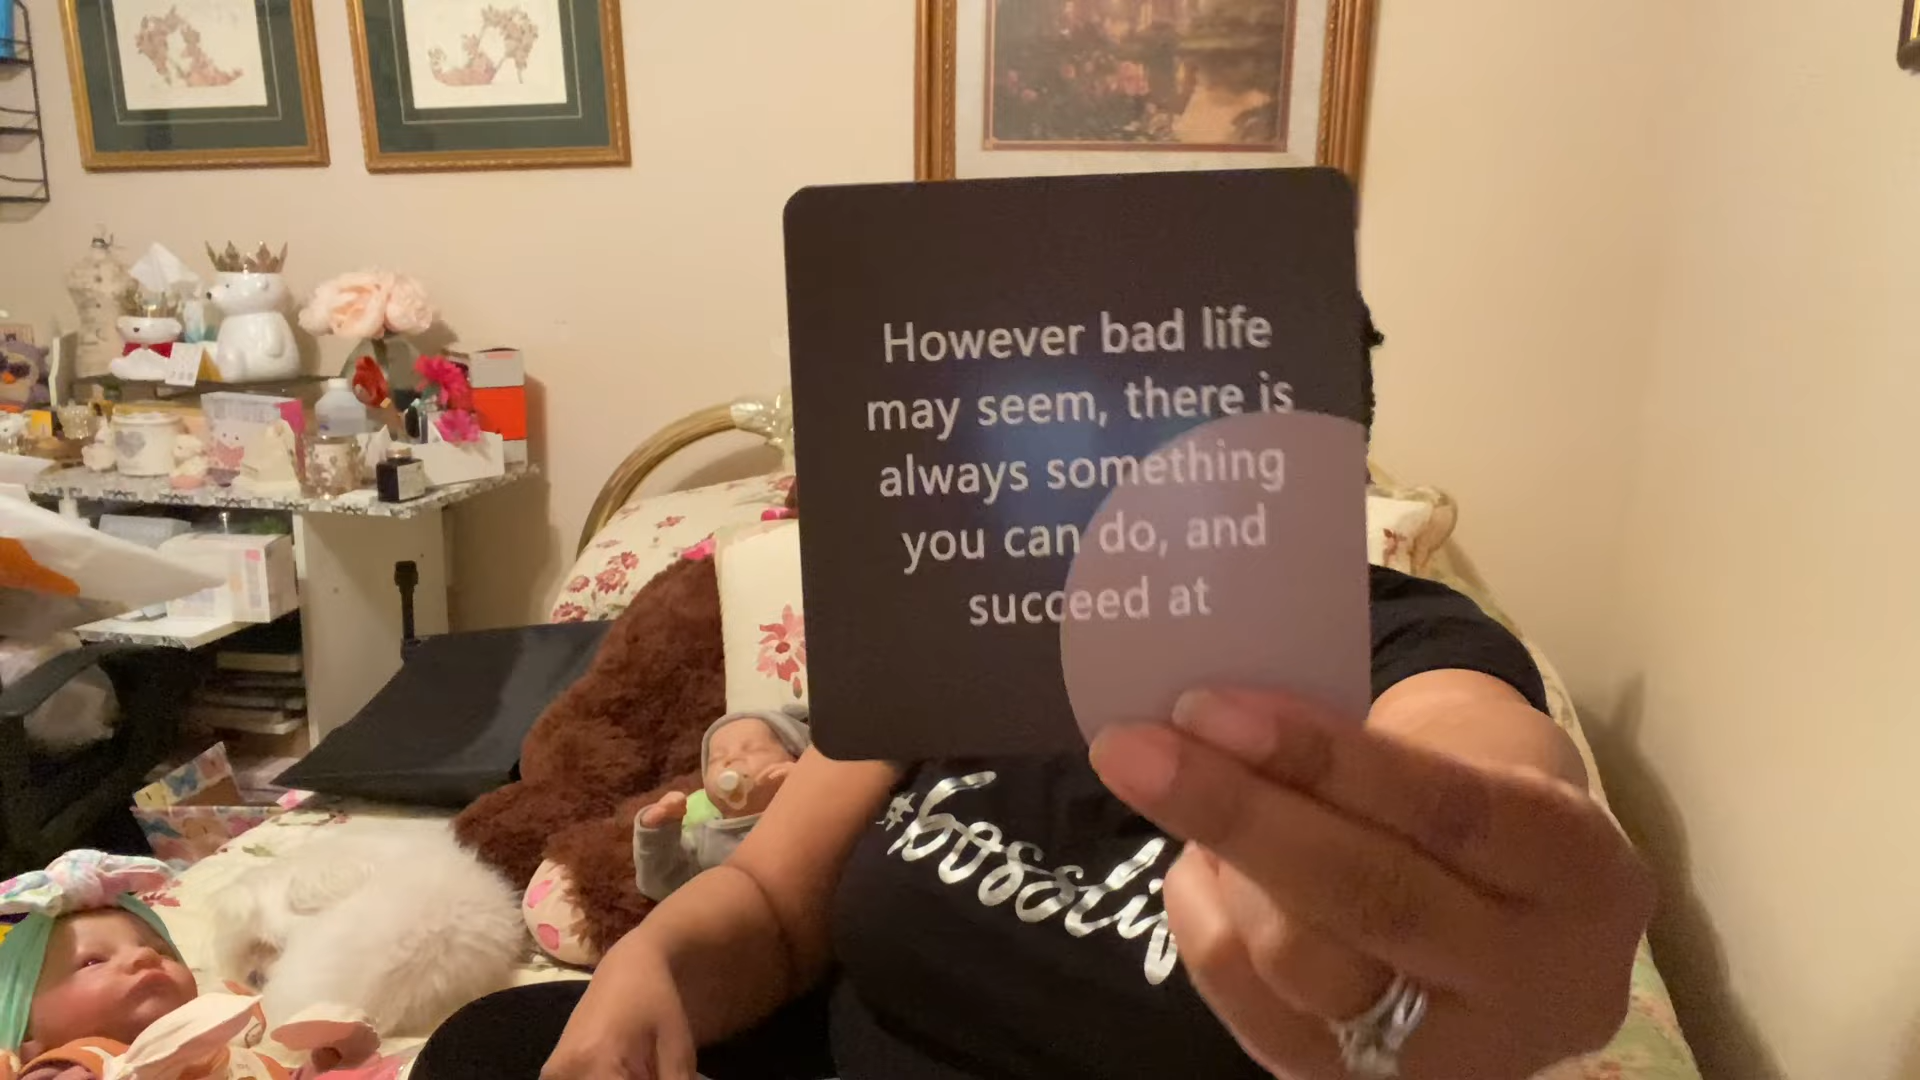 However bad life
may seem, there is
always something
you can do, and
succeed at